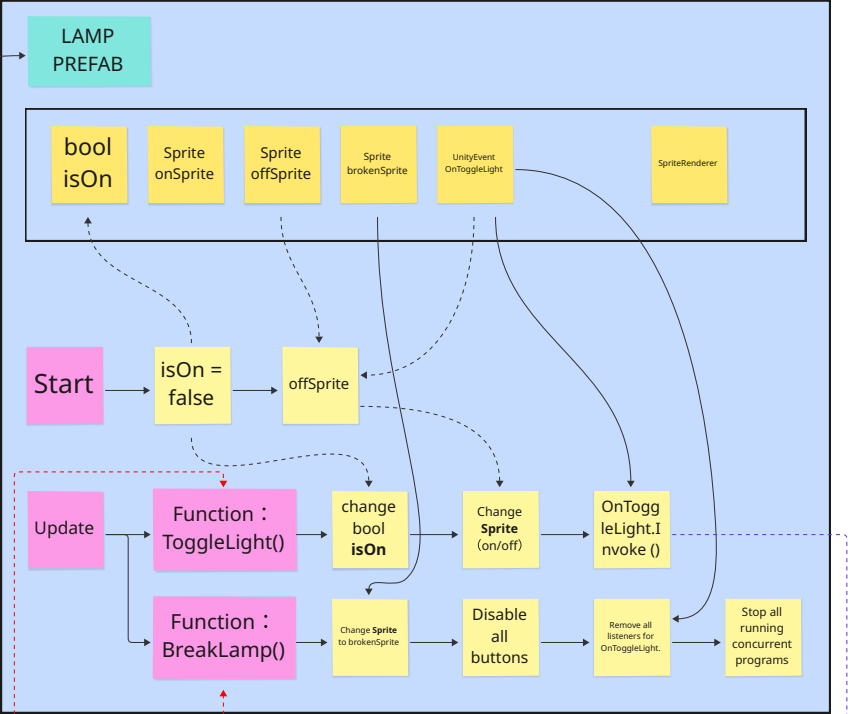 LAMP
PREFAB
bool
isOn
Sprite
onSprite
Sprite
offSprite
Sprite
brokenSprite
UnityEvent
OnToggleLight
SpriteRenderer
Start
isOn =
false
offSprite
Update
Function：
ToggleLight()
change
bool
isOn
Change
Sprite
（on/off）
OnTogg
leLight.I
nvoke ()
Function：
BreakLamp()
Change Sprite
to brokenSprite
Disable
all
buttons
Remove all
listeners for
OnToggleLight.
Stop all
running
concurrent
programs